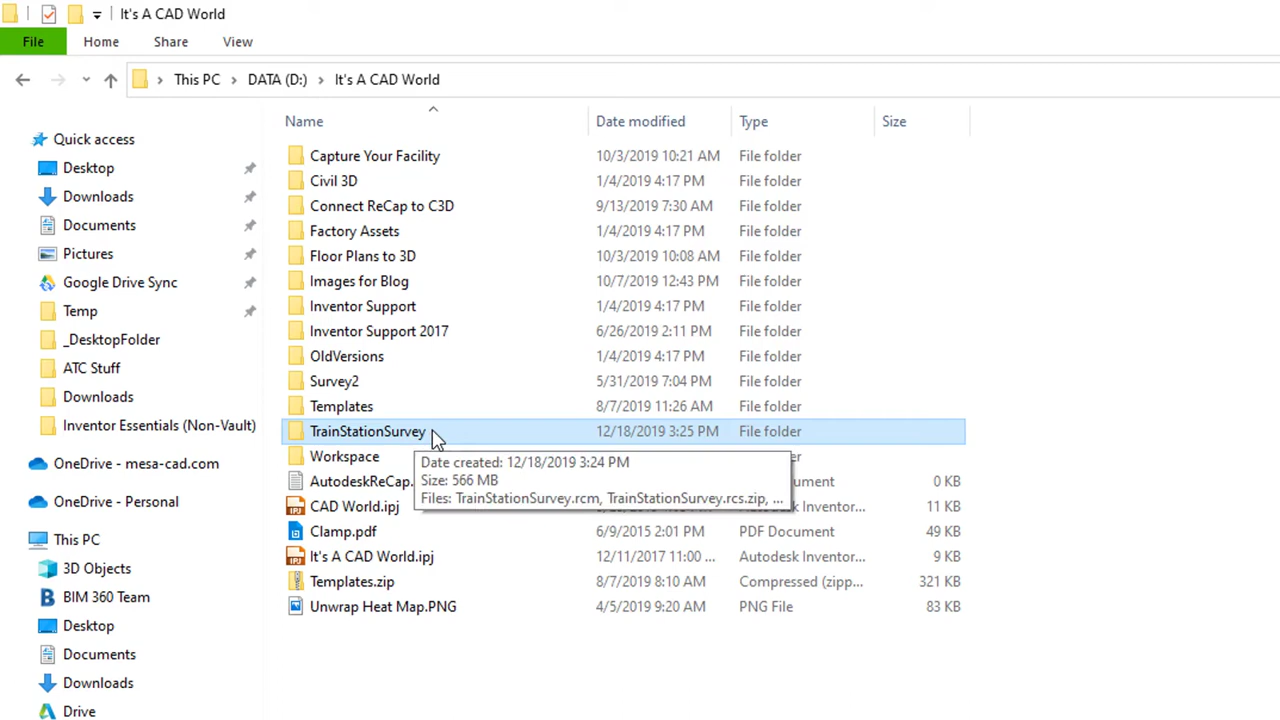 It's A CAD World
File Home Share View
This PC DATA (D:) It's A CAD World
Name Date modified Type Size
Quick access
Desktop
Downloads
Documents
Pictures
Google Drive Sync
Temp
_DesktopFolder
ATC Stuff
Downloads
Inventor Essentials (Non-Vault)
OneDrive - mesa-cad.com
OneDrive - Personal
This PC
3D Objects
BIM 360 Team
Desktop
Documents
Downloads
Drive
Capture Your Facility 10/3/2019 10:21 AM File folder
Civil 3D 1/4/2019 4:17 PM File folder
Connect ReCap to C3D 9/13/2019 7:30 AM File folder
Factory Assets 1/4/2019 4:17 PM File folder
Floor Plans to 3D 10/3/2019 10:08 AM File folder
Images for Blog 10/7/2019 12:43 PM File folder
Inventor Support 1/4/2019 4:17 PM File folder
Inventor Support 2017 6/26/2019 2:11 PM File folder
OldVersions 1/4/2019 4:17 PM File folder
Survey2 5/31/2019 7:04 PM File folder
Templates 8/7/2019 11:26 AM File folder
TrainStationSurvey 12/18/2019 3:25 PM File folder
Workspace
AutodeskReCap. 0 KB
CAD World.ipj Autodesk Inventor... 11 KB
Clamp.pdf 6/9/2015 2:01 PM PDF Document 49 KB
It's A CAD World.ipj 12/11/2017 11:00 ... Autodesk Inventor... 9 KB
Templates.zip 8/7/2019 8:10 AM Compressed (zipp... 321 KB
Unwrap Heat Map.PNG 4/5/2019 9:20 AM PNG File 83 KB
Date created: 12/18/2019 3:24 PM
Size: 566 MB
Files: TrainStationSurvey.rcm, TrainStationSurvey.rcs.zip, ...